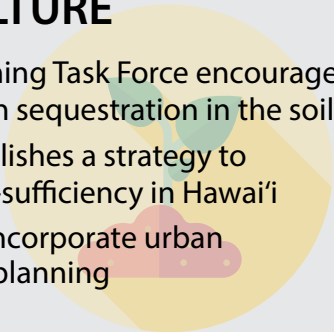 LTURE
ning Task Force encourage
n sequestration in the soil
lishes a strategy to
-sufficiency in Hawai‘i
ncorporate urban
planning